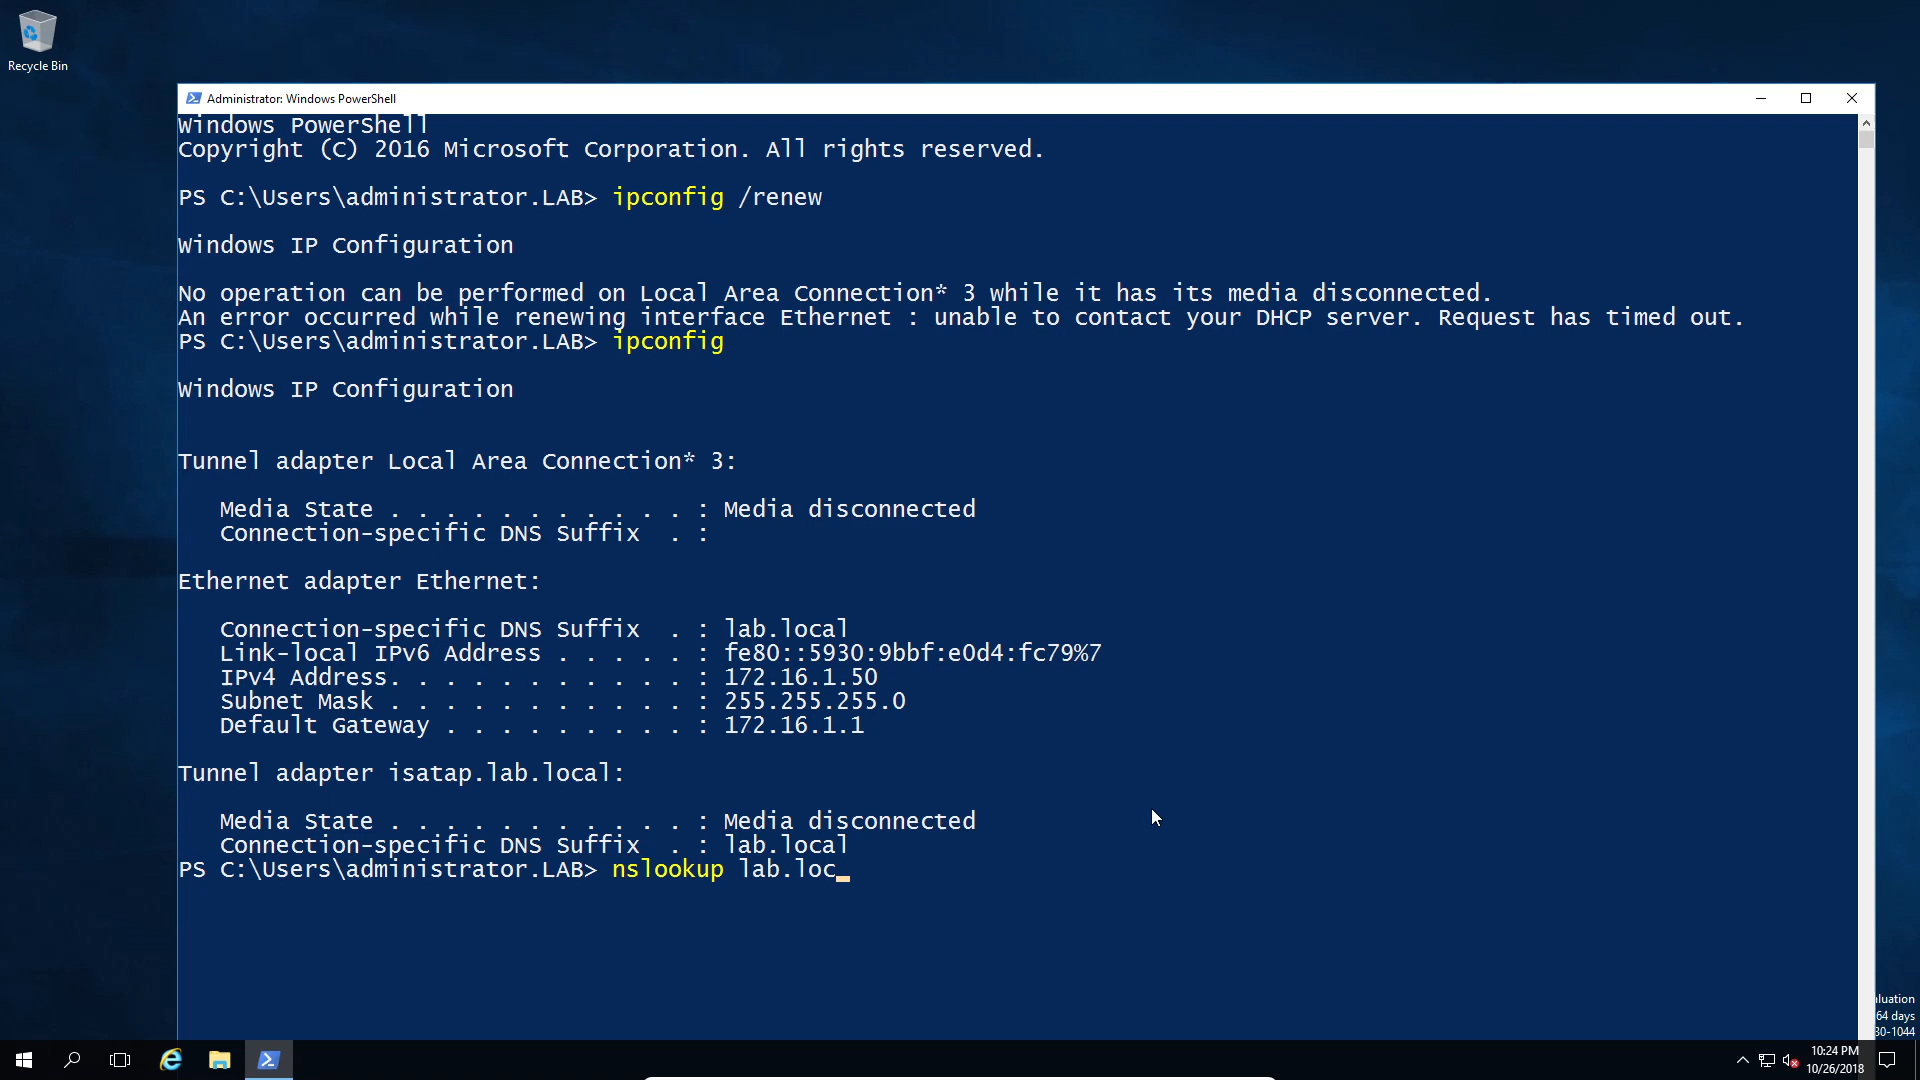 Recycle Bin
Administrator: Windows PowerShell
Windows PowerShell
Copyright (C) 2016 Microsoft Corporation. All rights reserved.
PS C:\Users\administrator.LAB> ipconfig /renew
Windows IP Configuration
No operation can be performed on Local Area Connection* 3 while it has its media disconnected.
An error occurred while renewing interface Ethernet : unable to contact your DHCP server. Request has timed out.
PS C:\Users\administrator.LAB> ipconfig
Windows IP Configuration
Tunnel adapter Local Area Connection* 3:
Media State . . . . . . . . . . . : Media disconnected
Connection-specific DNS Suffix  . :
Ethernet adapter Ethernet:
Connection-specific DNS Suffix  . : lab.local
Link-local IPv6 Address . . . . . : fe80::5930:9bbf:e0d4:fc79%7
IPv4 Address. . . . . . . . . . . : 172.16.1.50
Subnet Mask . . . . . . . . . . . : 255.255.255.0
Default Gateway . . . . . . . . . : 172.16.1.1
Tunnel adapter isatap.lab.local:
Media State . . . . . . . . . . . : Media disconnected
Connection-specific DNS Suffix  . : lab.local
PS C:\Users\administrator.LAB> nslookup lab.loc_
luation
64 days
30-1044
10:24 PM
10/26/2018